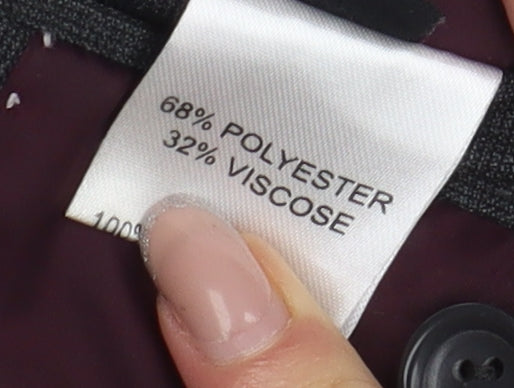 68% POLYESTER
32% VISCOSE
100%